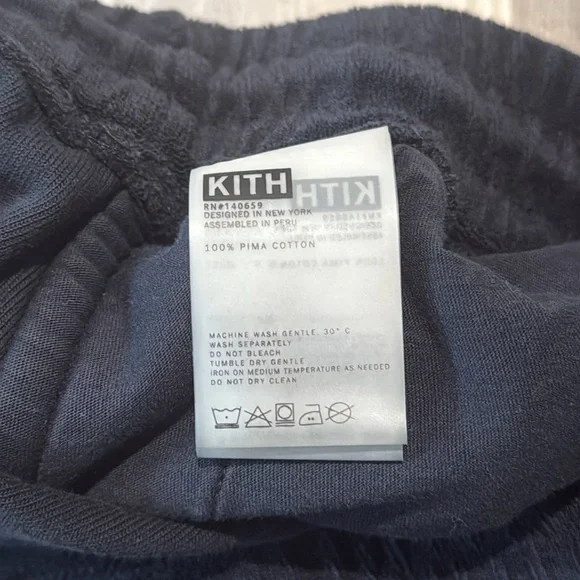 KITH
RN#140659
DESIGNED IN NEW YORK
ASSEMBLED IN PERU
100% PIMA COTTON
MACHINE WASH GENTLE, 30° C
WASH SEPARATELY
DO NOT BLEACH
TUMBLE DRY GENTLE
IRON ON MEDIUM TEMPERATURE AS NEEDED
DO NOT DRY CLEAN